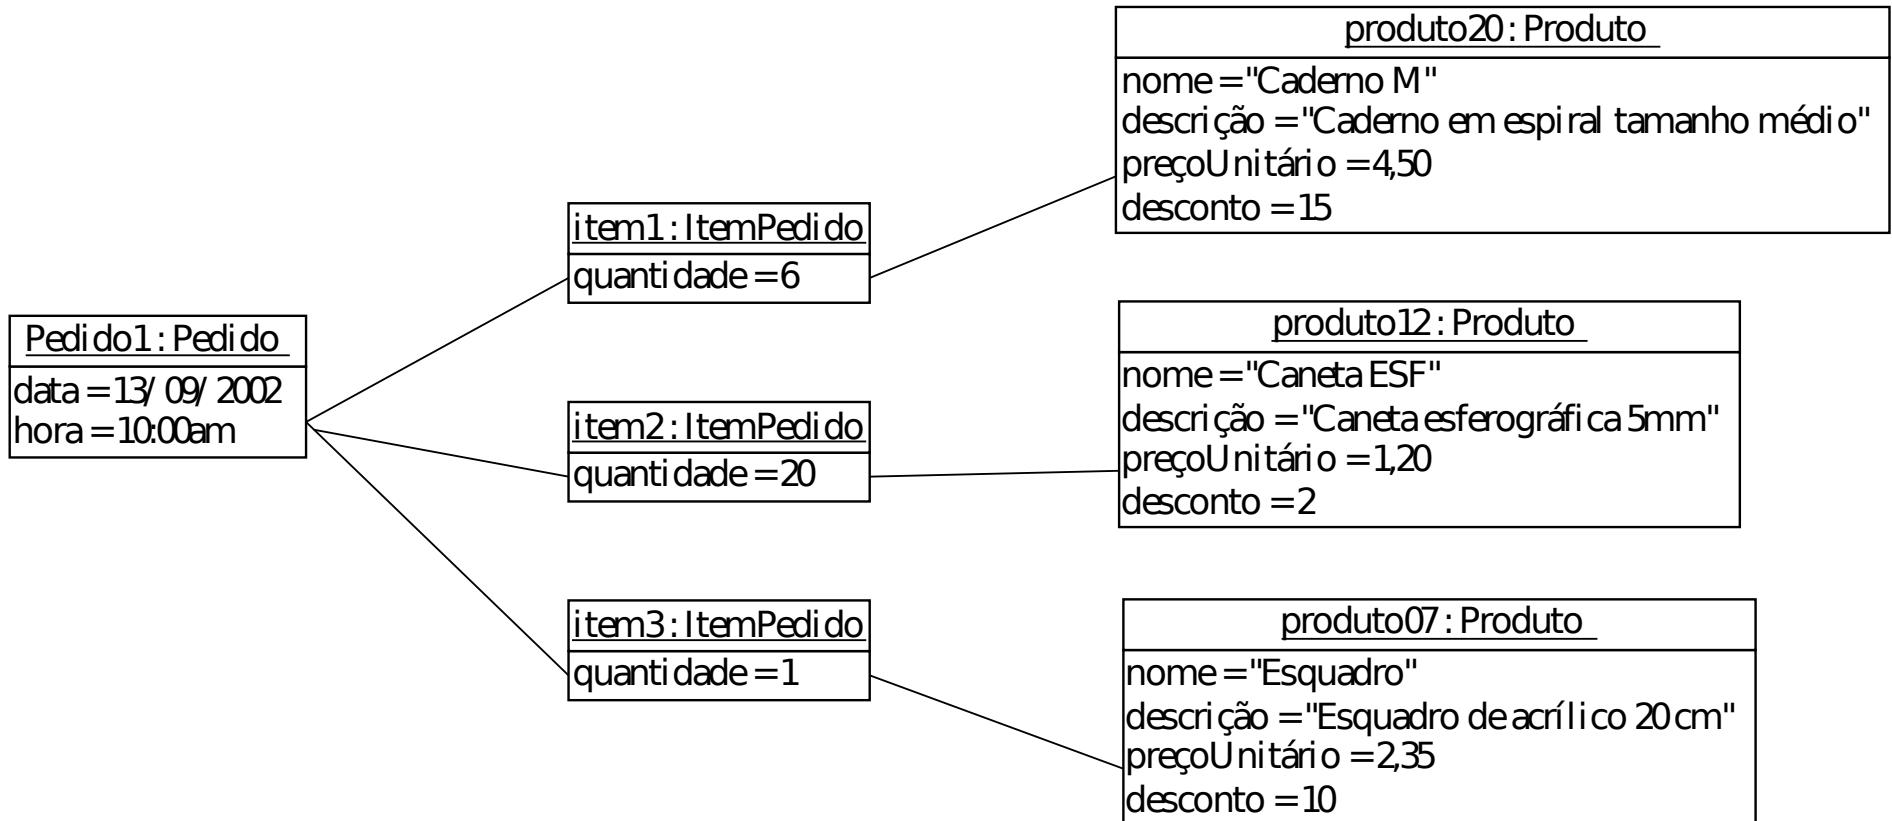 Pedido1 : Pedido
data = 13/09/2002
hora = 10:00am
item1 : ItemPedido
quantidade = 6
item2 : ItemPedido
quantidade = 20
item3 : ItemPedido
quantidade = 1
produto20 : Produto
nome = "Caderno M"
descrição = "Caderno em espiral tamanho médio"
preçoUnitário = 4,50
desconto = 15
produto12 : Produto
nome = "Caneta ESF"
descrição = "Caneta esferográfica 5mm"
preçoUnitário = 1,20
desconto = 2
produto07 : Produto
nome = "Esquadro"
descrição = "Esquadro de acrílico 20 cm"
preçoUnitário = 2,35
desconto = 10